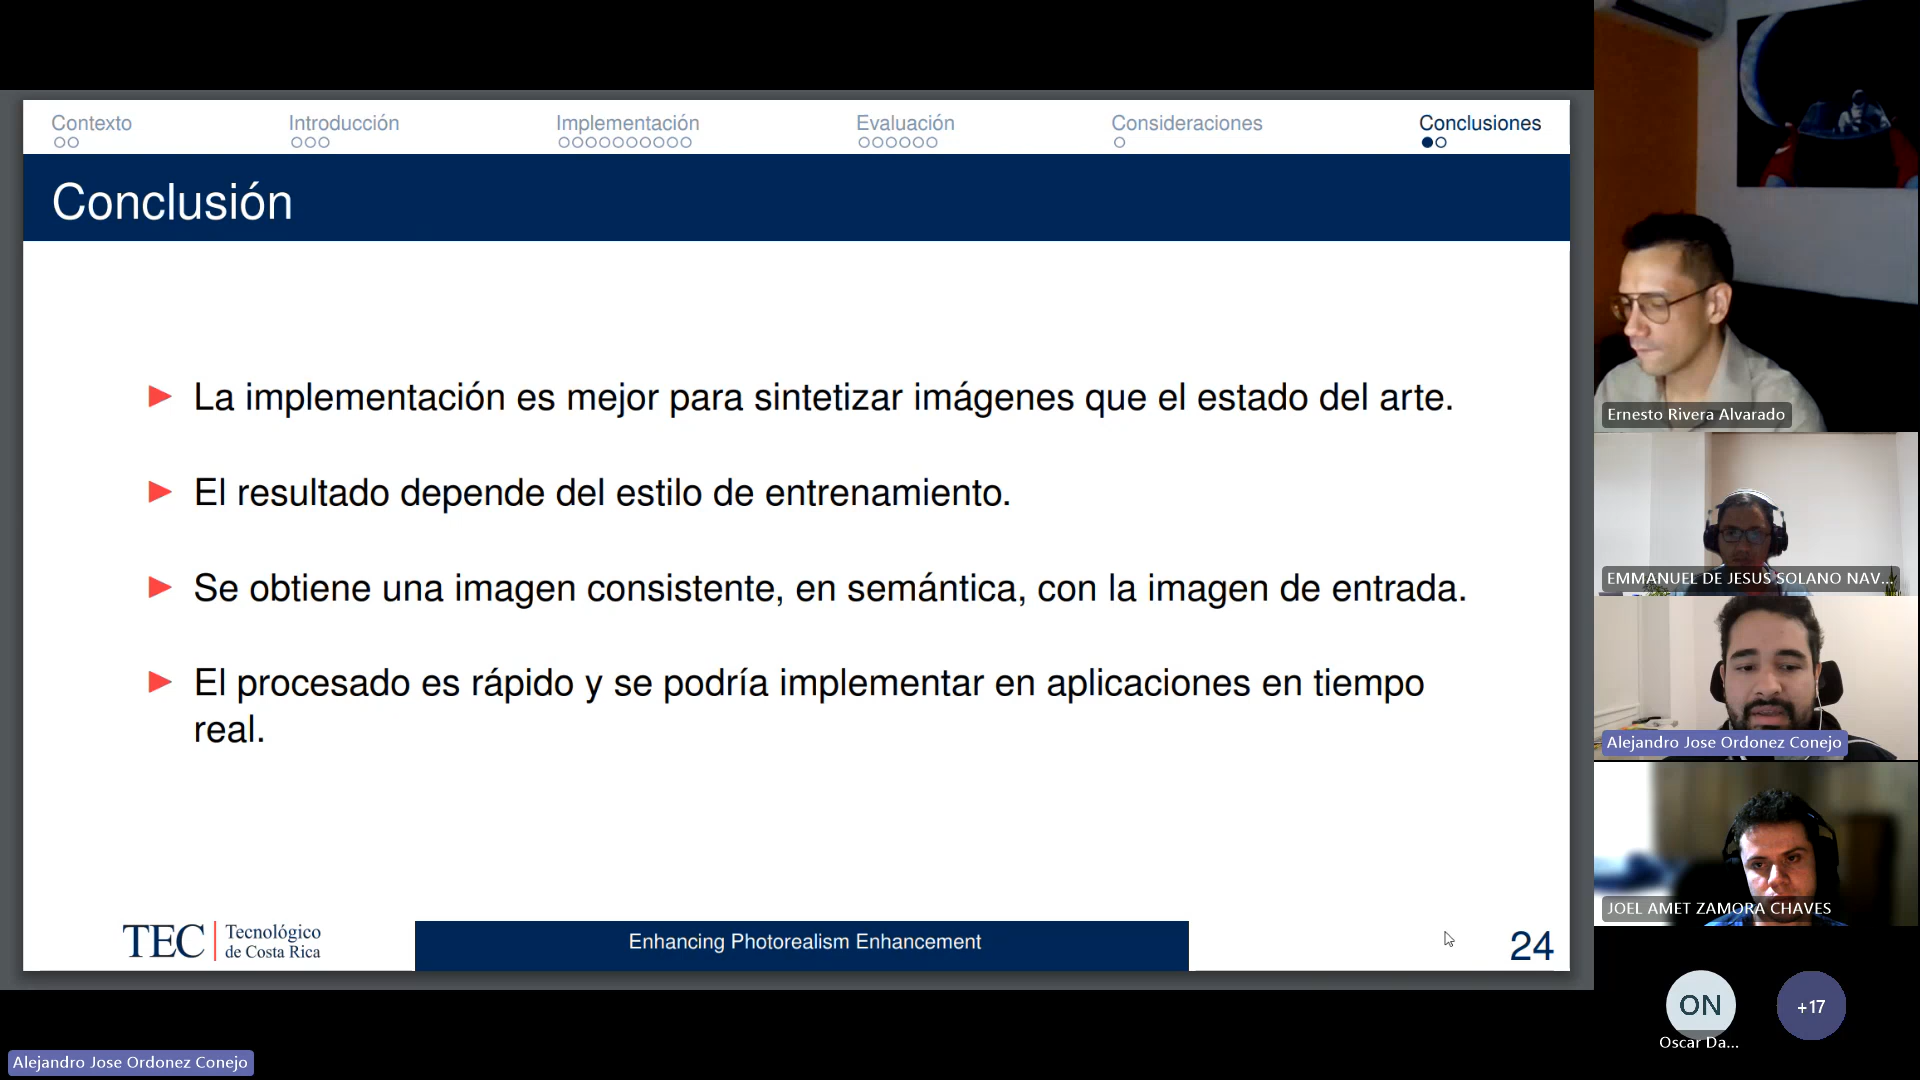 Contexto
Introducción
Implementación
Evaluación
Consideraciones
Conclusiones
Conclusión
La implementación es mejor para sintetizar imágenes que el estado del arte.
El resultado depende del estilo de entrenamiento.
Se obtiene una imagen consistente, en semántica, con la imagen de entrada.
El procesado es rápido y se podría implementar en aplicaciones en tiempo
real.
TEC
Tecnológico
de Costa Rica
Enhancing Photorealism Enhancement
24
Ernesto Rivera Alvarado
EMMANUEL DE JESUS SOLANO NAV...
Alejandro Jose Ordonez Conejo
JOEL AMET ZAMORA CHAVES
ON
+17
Oscar Da...
Alejandro Jose Ordonez Conejo